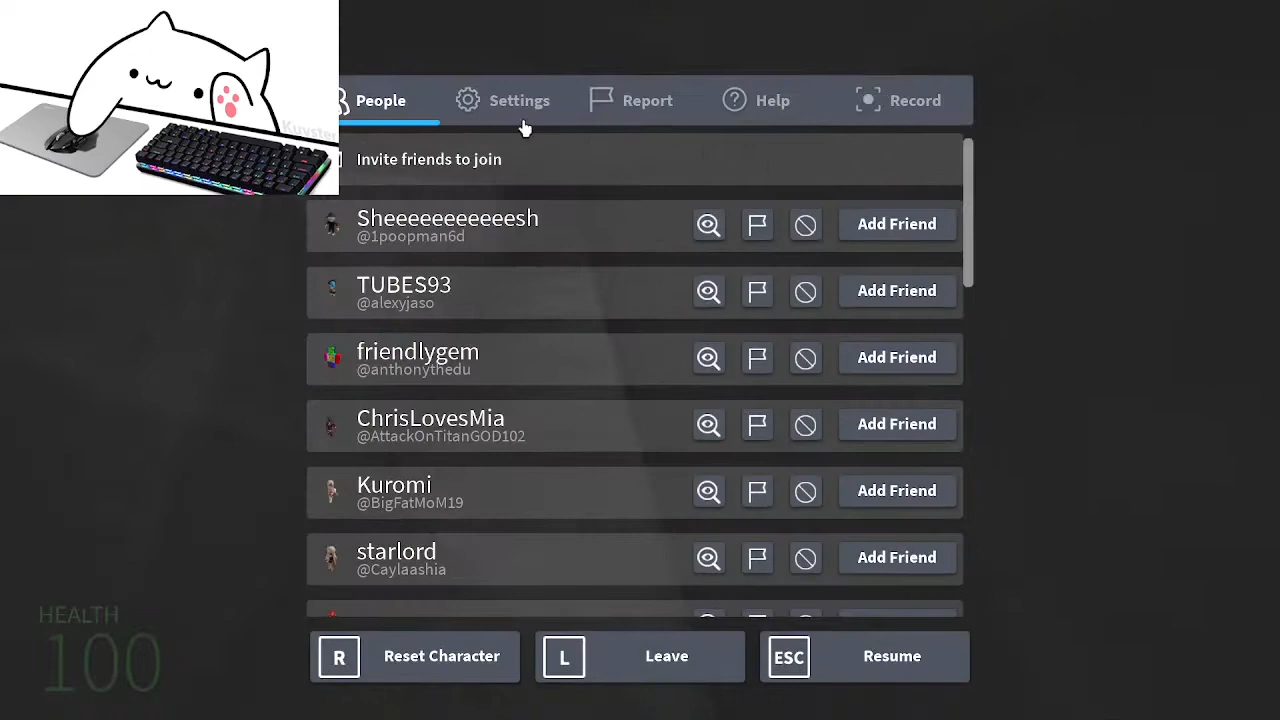 Kuyster
People
Settings
Report
Help
Record
Invite friends to join
Sheeeeeeeeeeesh
@1poopman6d
Add Friend
TUBES93
@alexyjaso
Add Friend
friendlygem
@anthonythedu
Add Friend
ChrisLovesMia
@AttackOnTitanGOD102
Add Friend
Kuromi
@BigFatMoM19
Add Friend
starlord
@Caylaashia
Add Friend
HEALTH
100
R Reset Character
L Leave
ESC Resume